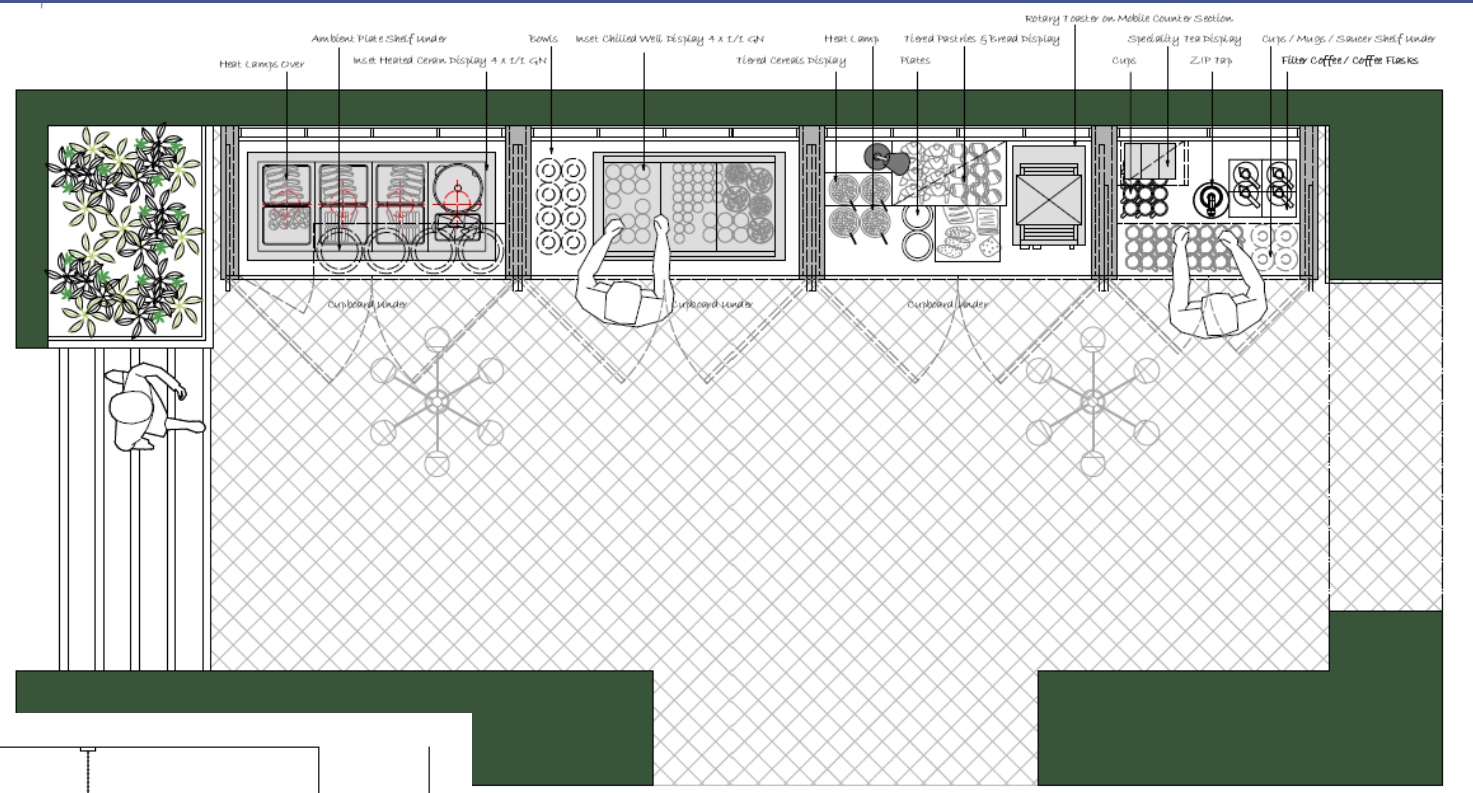 Rotary Toaster on Mobile Counter Section
Ambient Plate Shelf Under
Bowls
Inset Chilled Well Display 4 x 1/1 GN
Heat Lamp
Tiered Pastries & Bread Display
Speciality Tea Display
Cups / Mugs / Saucer Shelf Under
Heat Lamps Over
Inset Heated Ceran Display 4 x 1/1 GN
Tiered Cereals Display
Plates
Cups
ZIP Tap
Filter Coffee / Coffee Flasks
Cupboard Under
Cupboard Under
Cupboard Under